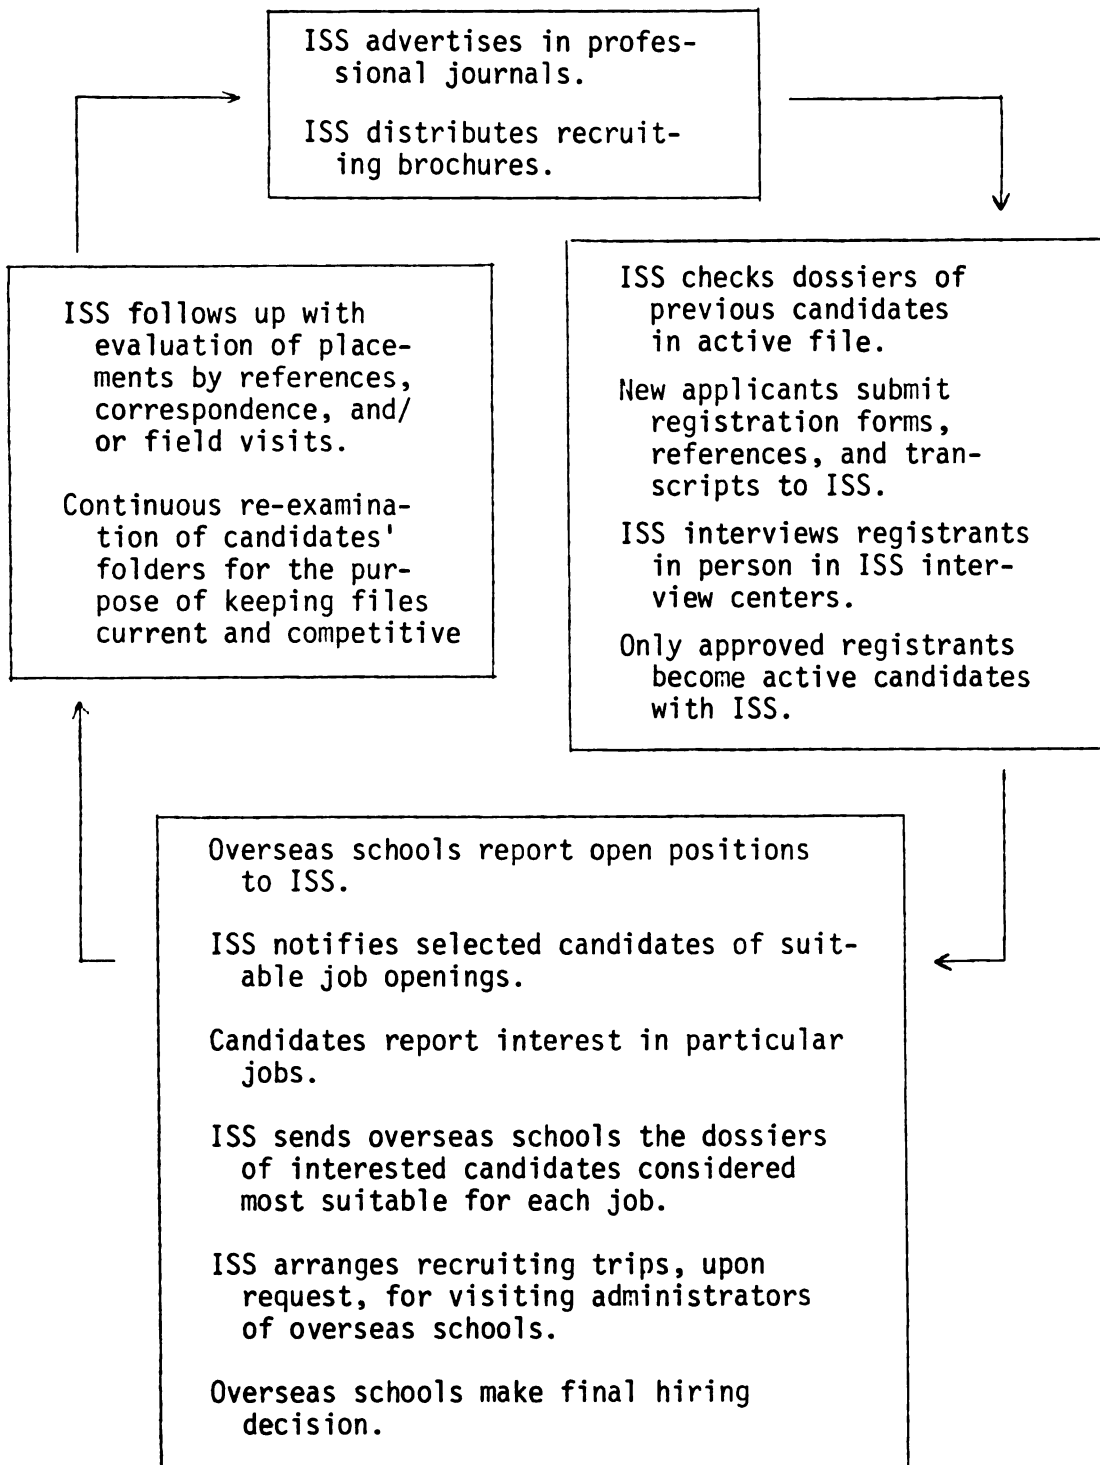 ISS advertises in profes-
sional journals.
ISS distributes recruit-
ing brochures.
ISS checks dossiers of
previous candidates
in active file.
New applicants submit
registration forms,
references, and tran-
scripts to ISS.
ISS interviews registrants
in person in ISS inter-
view centers.
Only approved registrants
become active candidates
with ISS.
Overseas schools report open positions
to ISS.
ISS notifies selected candidates of suit-
able job openings.
Candidates report interest in particular
jobs.
ISS sends overseas schools the dossiers
of interested candidates considered
most suitable for each job.
ISS arranges recruiting trips, upon
request, for visiting administrators
of overseas schools.
Overseas schools make final hiring
decision.
ISS follows up with
evaluation of place-
ments by references,
correspondence, and/
or field visits.
Continuous re-examina-
tion of candidates'
folders for the pur-
pose of keeping files
current and competitive